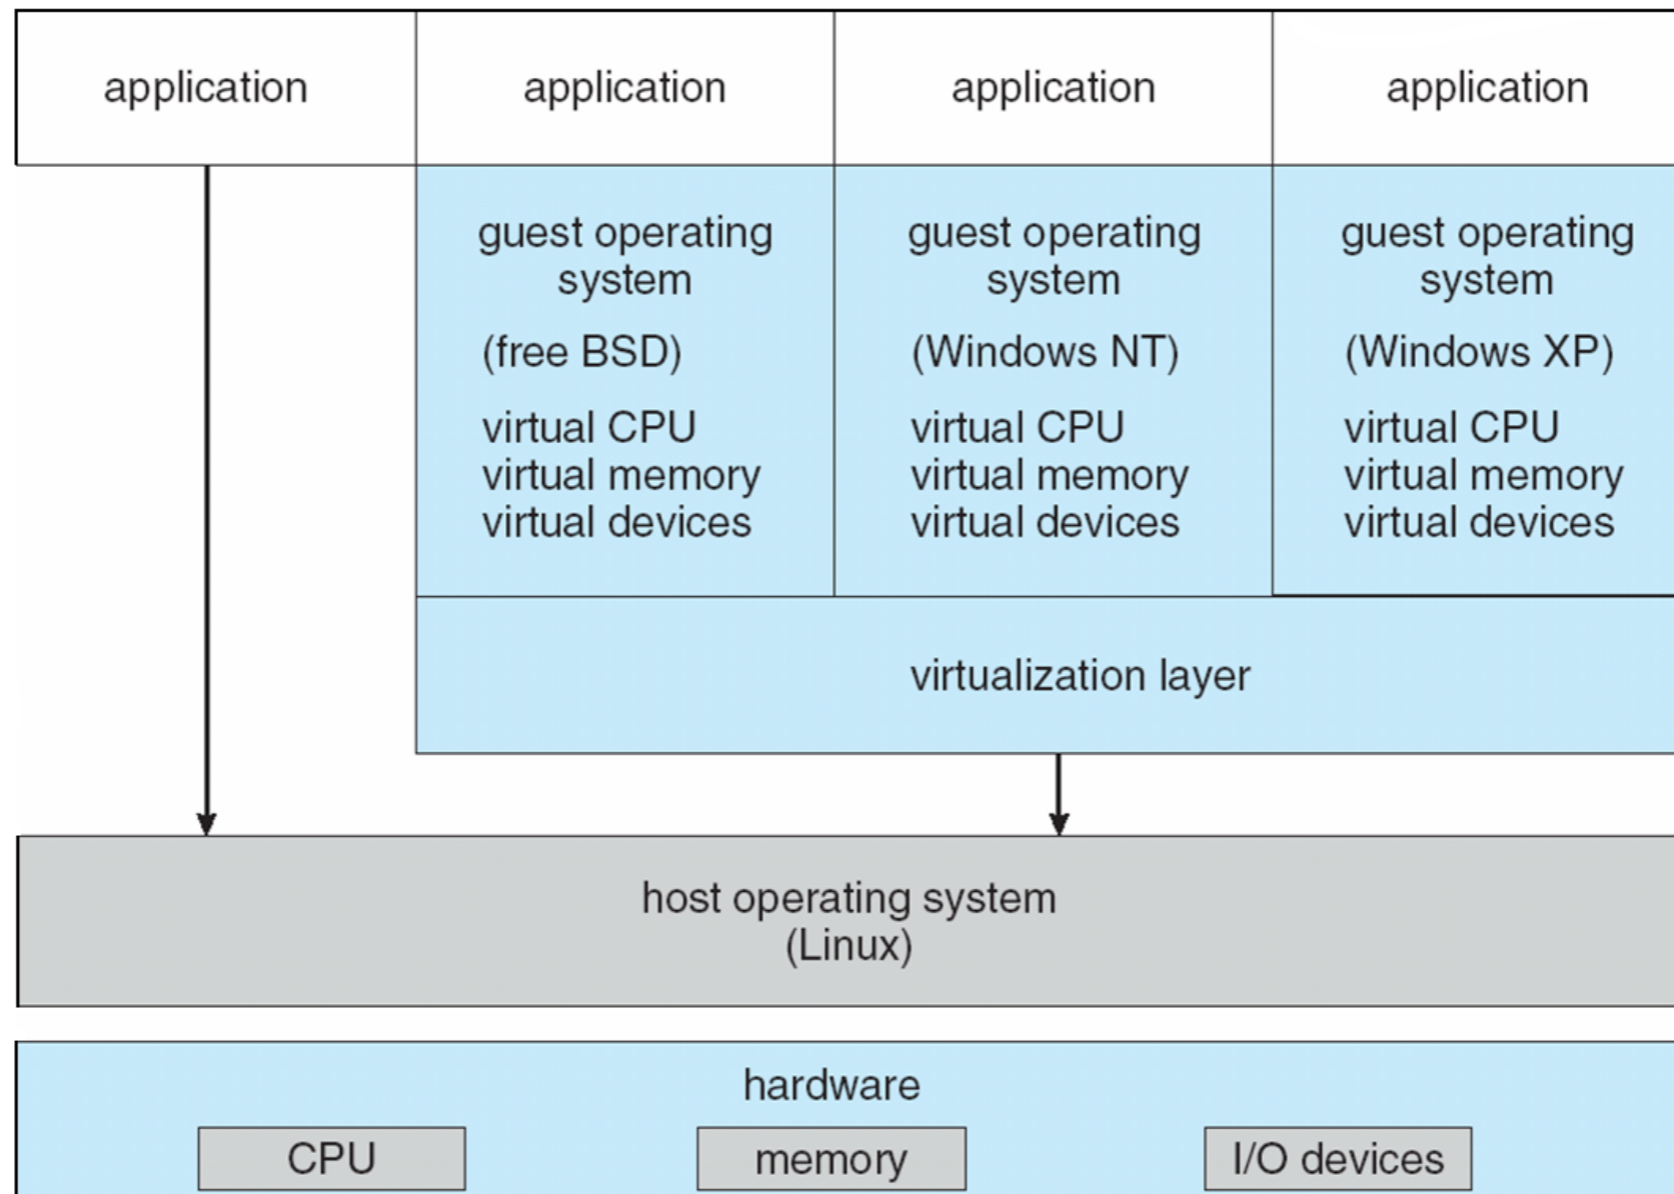 application
application
application
application
guest operating
system
(free BSD)
virtual CPU
virtual memory
virtual devices
guest operating
system
(Windows NT)
virtual CPU
virtual memory
virtual devices
guest operating
system
(Windows XP)
virtual CPU
virtual memory
virtual devices
virtualization layer
host operating system
(Linux)
hardware
CPU
memory
I/O devices